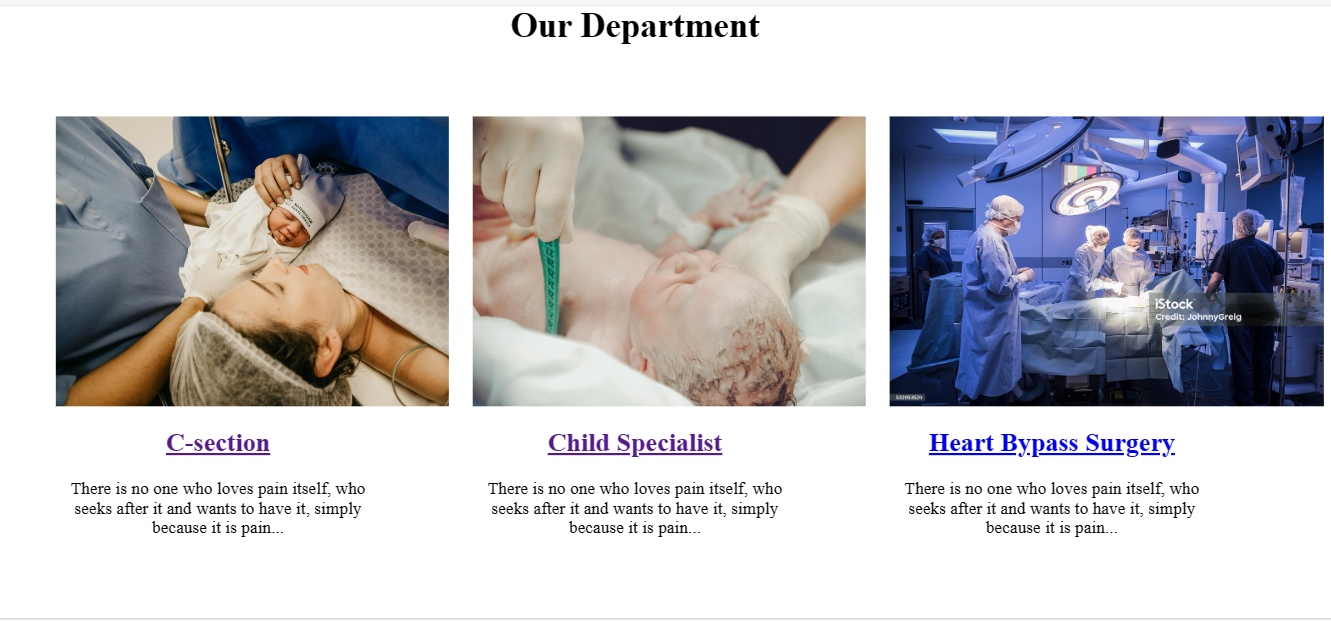 Our Department
iStock
Credit: JohnnyGreig
C-section
Child Specialist
Heart Bypass Surgery
There is no one who loves pain itself, who
seeks after it and wants to have it, simply
because it is pain...
There is no one who loves pain itself, who
seeks after it and wants to have it, simply
because it is pain...
There is no one who loves pain itself, who
seeks after it and wants to have it, simply
because it is pain...